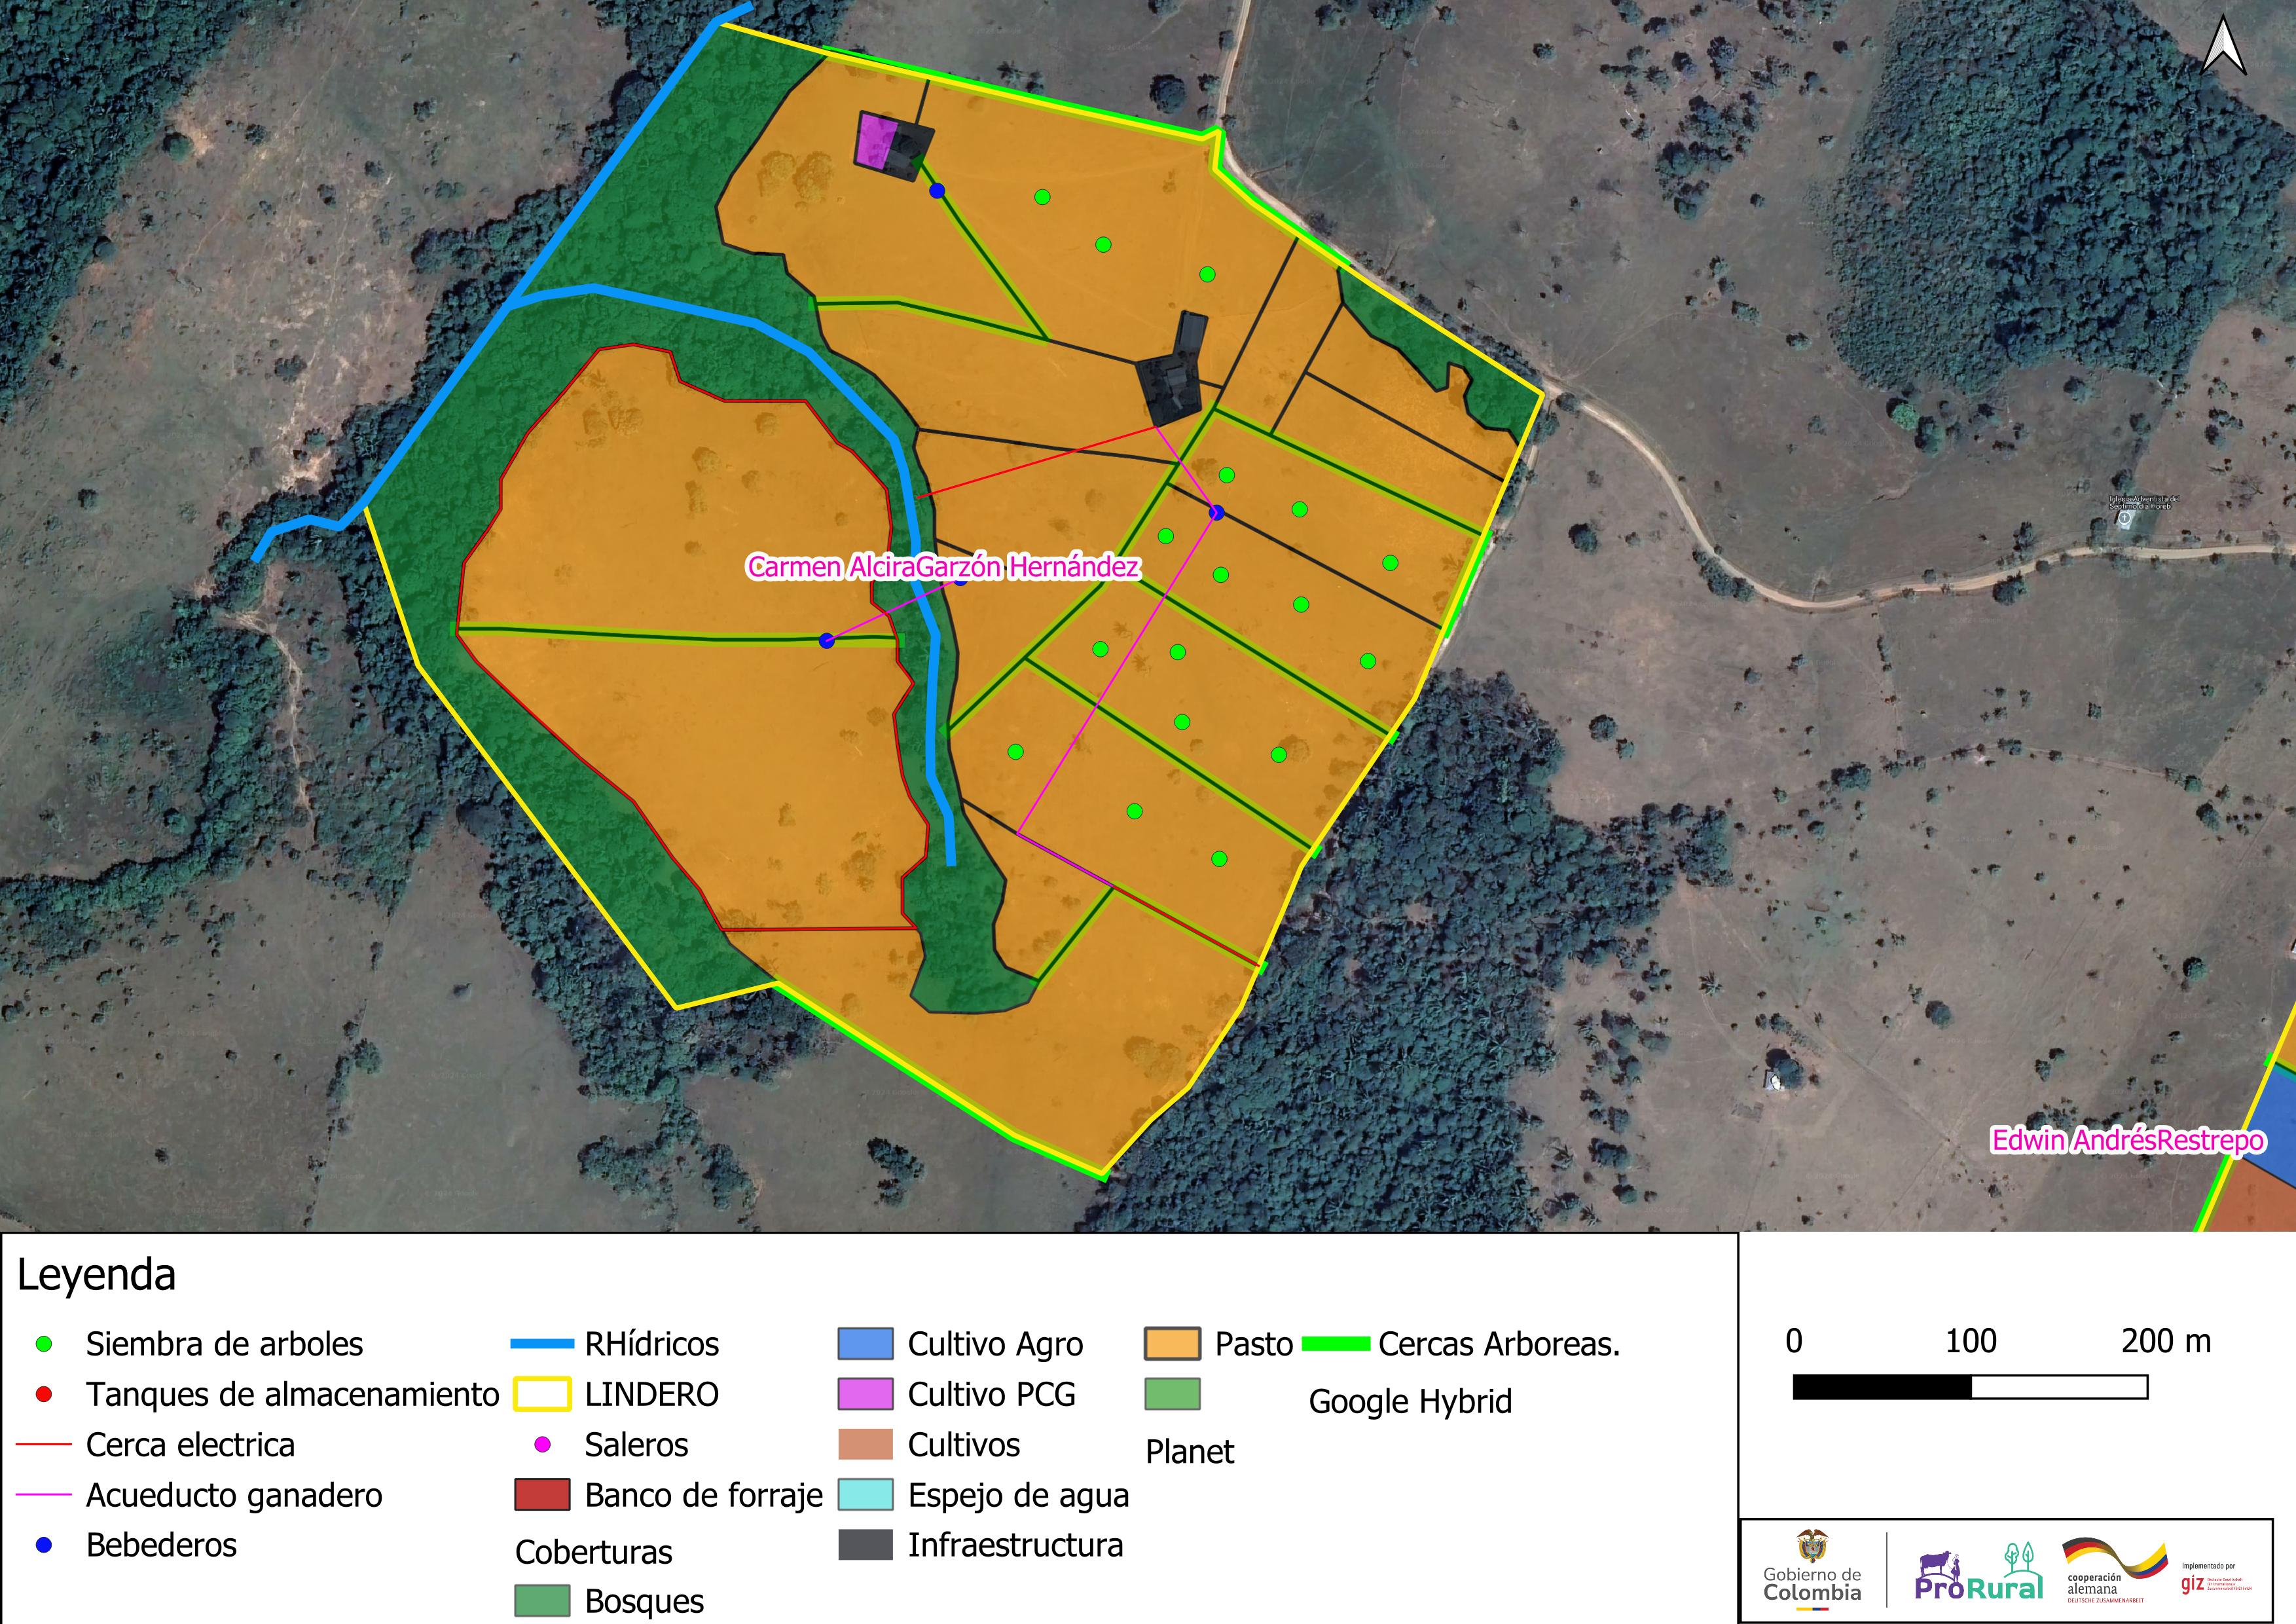 Iglesia Adventista del
Séptimo día Horeb
Carmen AlciraGarzón Hernández
Edwin AndrésRestrepo
Leyenda
Siembra de arboles
Tanques de almacenamiento
Cerca electrica
Acueducto ganadero
Bebederos
RHídricos
LINDERO
Saleros
Banco de forraje
Coberturas
Bosques
Cultivo Agro
Cultivo PCG
Cultivos
Espejo de agua
Infraestructura
Pasto
Planet
Cercas Arboreas.
Google Hybrid
0 100 200 m
Gobierno de
Colombia
ProRural
cooperación
alemana
DEUTSCHE ZUSAMMENARBEIT
Implementado por
giz